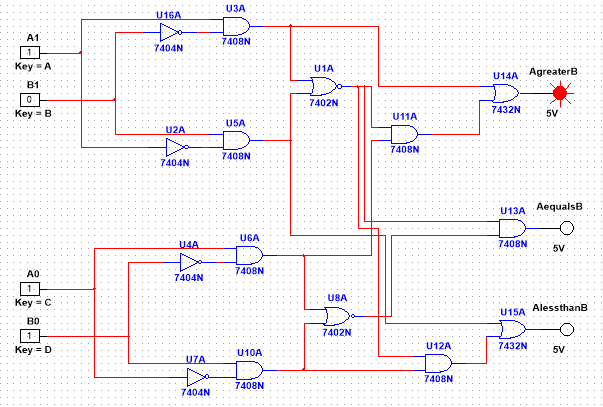 U3A
U16A
A1
1
7408N
7404N
Key = A
U1A
AgreaterB
U14A
B1
0
7402N
7432N
Key = B
U11A
5V
U2A
U5A
7408N
7408N
7404N
AequalsB
U13A
U4A
U6A
7408N
5V
A0
1
7404N
7408N
Key = C
U8A
AlessthanB
U15A
B0
1
7402N
7432N
Key = D
U12A
5V
U7A
U10A
7408N
7408N
7404N